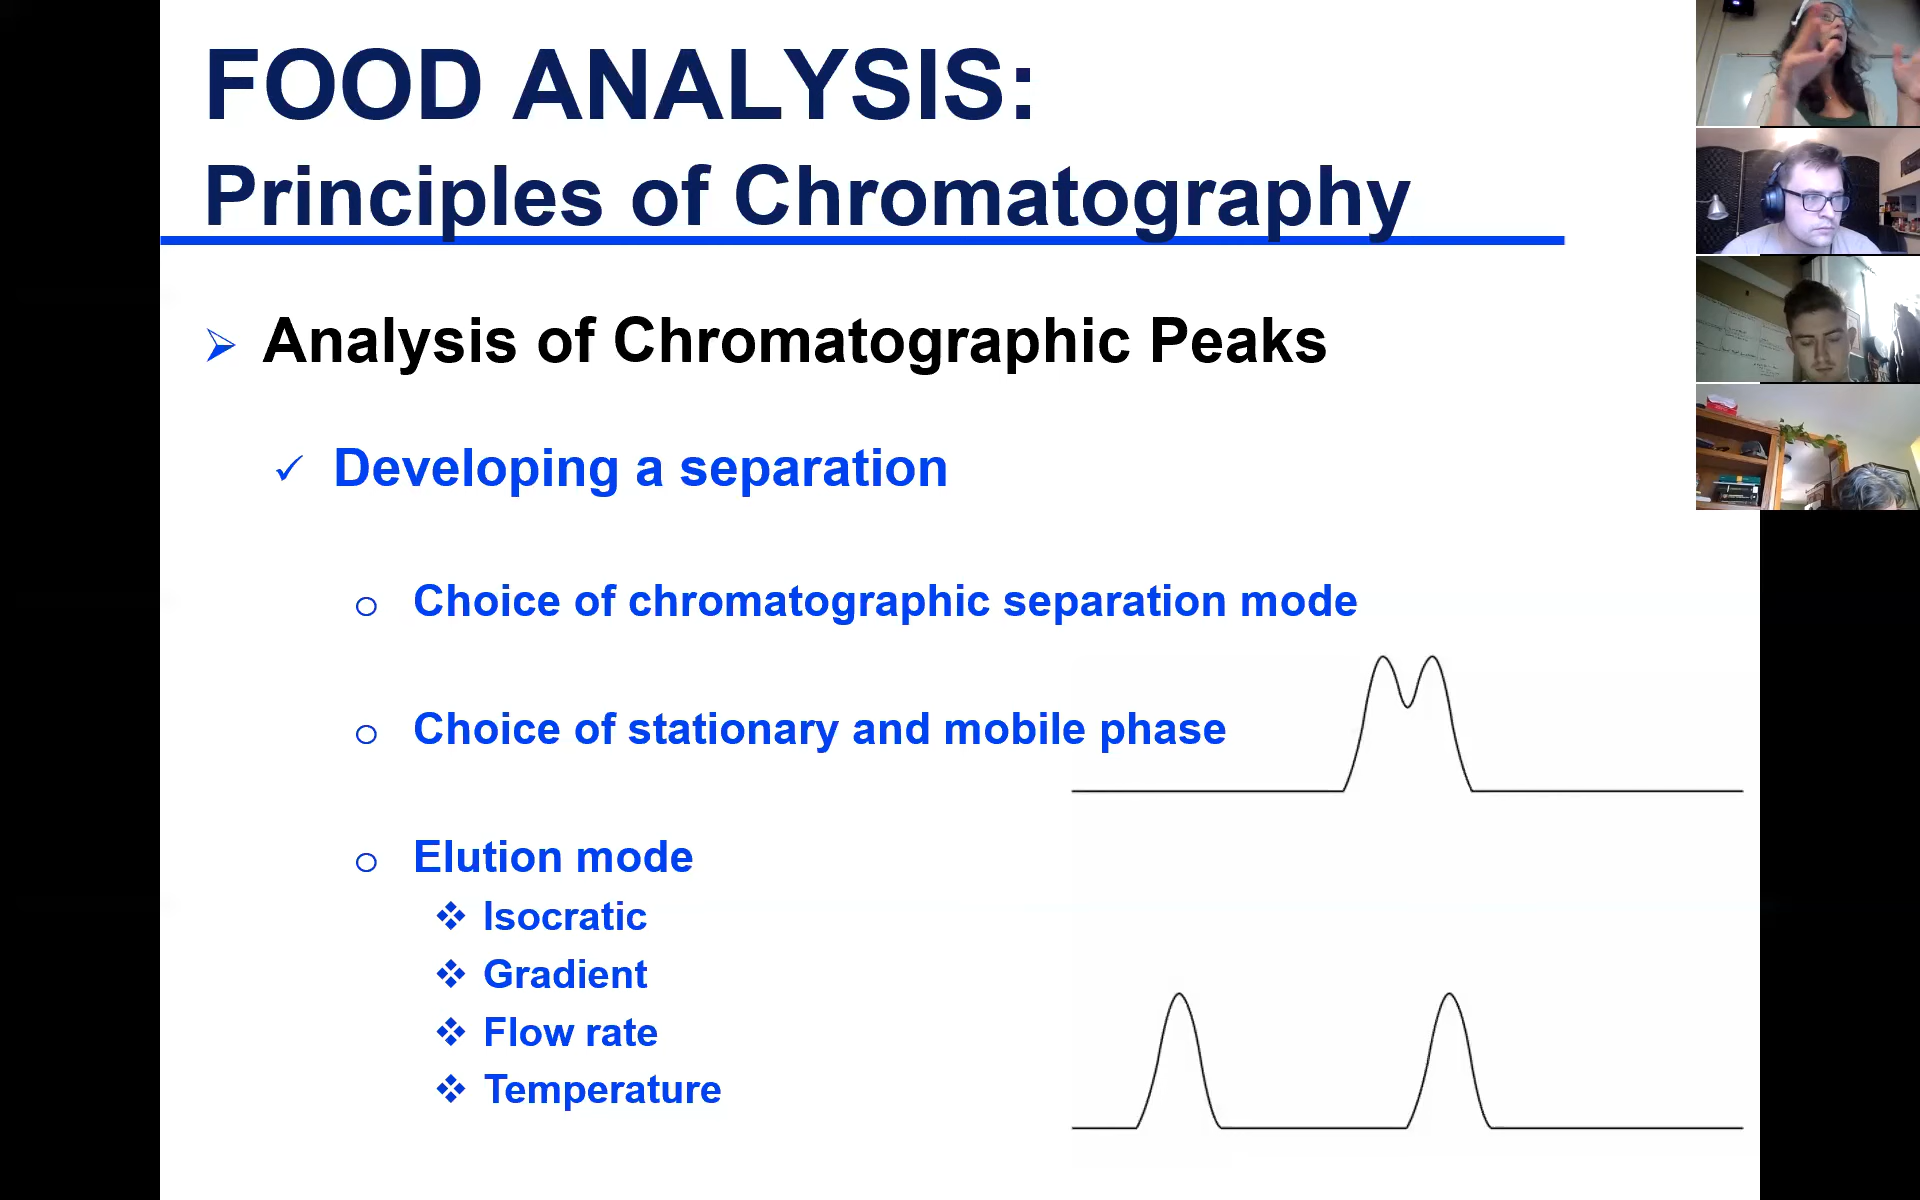 FOOD ANALYSIS:
Principles of Chromatography
Analysis of Chromatographic Peaks
Developing a separation
Choice of chromatographic separation mode
Choice of stationary and mobile phase
Elution mode
Isocratic
Gradient
Flow rate
Temperature